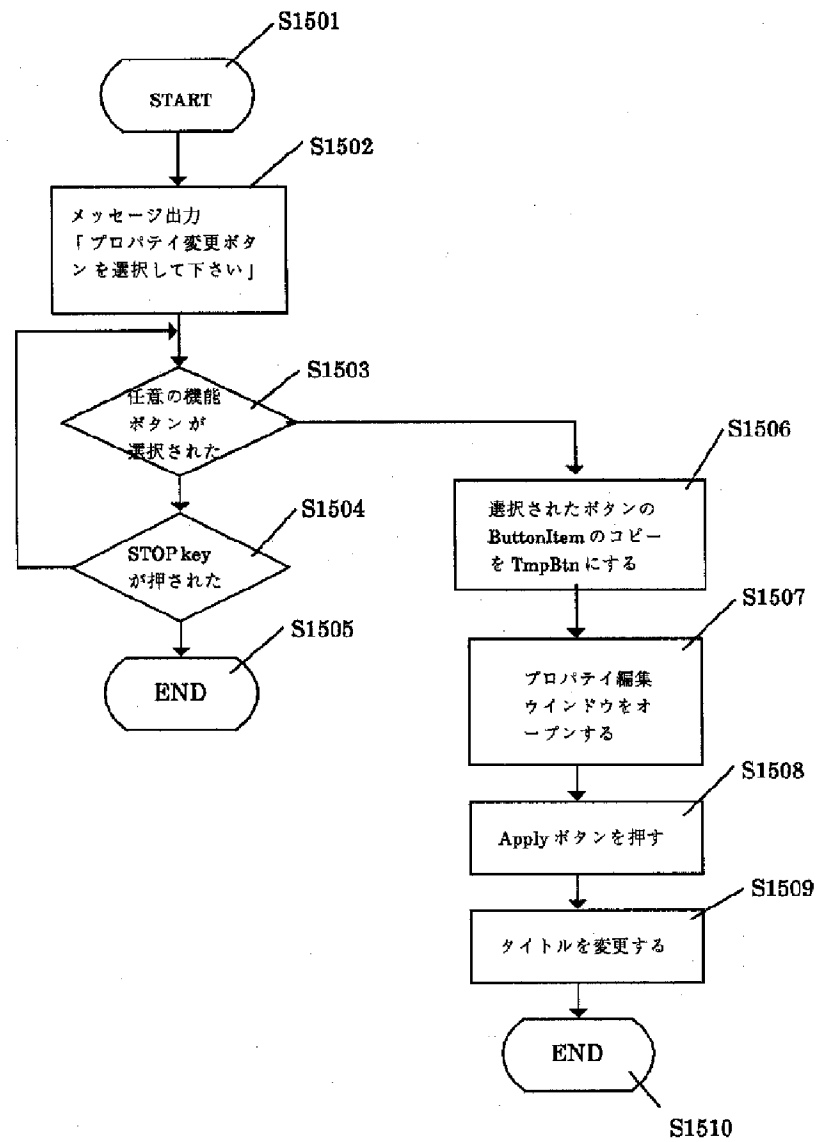 S1501
START
S1502
メッセージ出力
「プロパテイ変更ボタ
ンを選択して下さい」
S1503
任意の機能
ボタンが
選択された
S1504
STOP key
が押された
S1505
END
S1506
選択されたボタンの
ButtonItem のコピー
を TmpBtn にする
S1507
プロパテイ編集
ウインドウをオ
ープンする
S1508
Apply ボタンを押す
S1509
タイトルを変更する
END
S1510